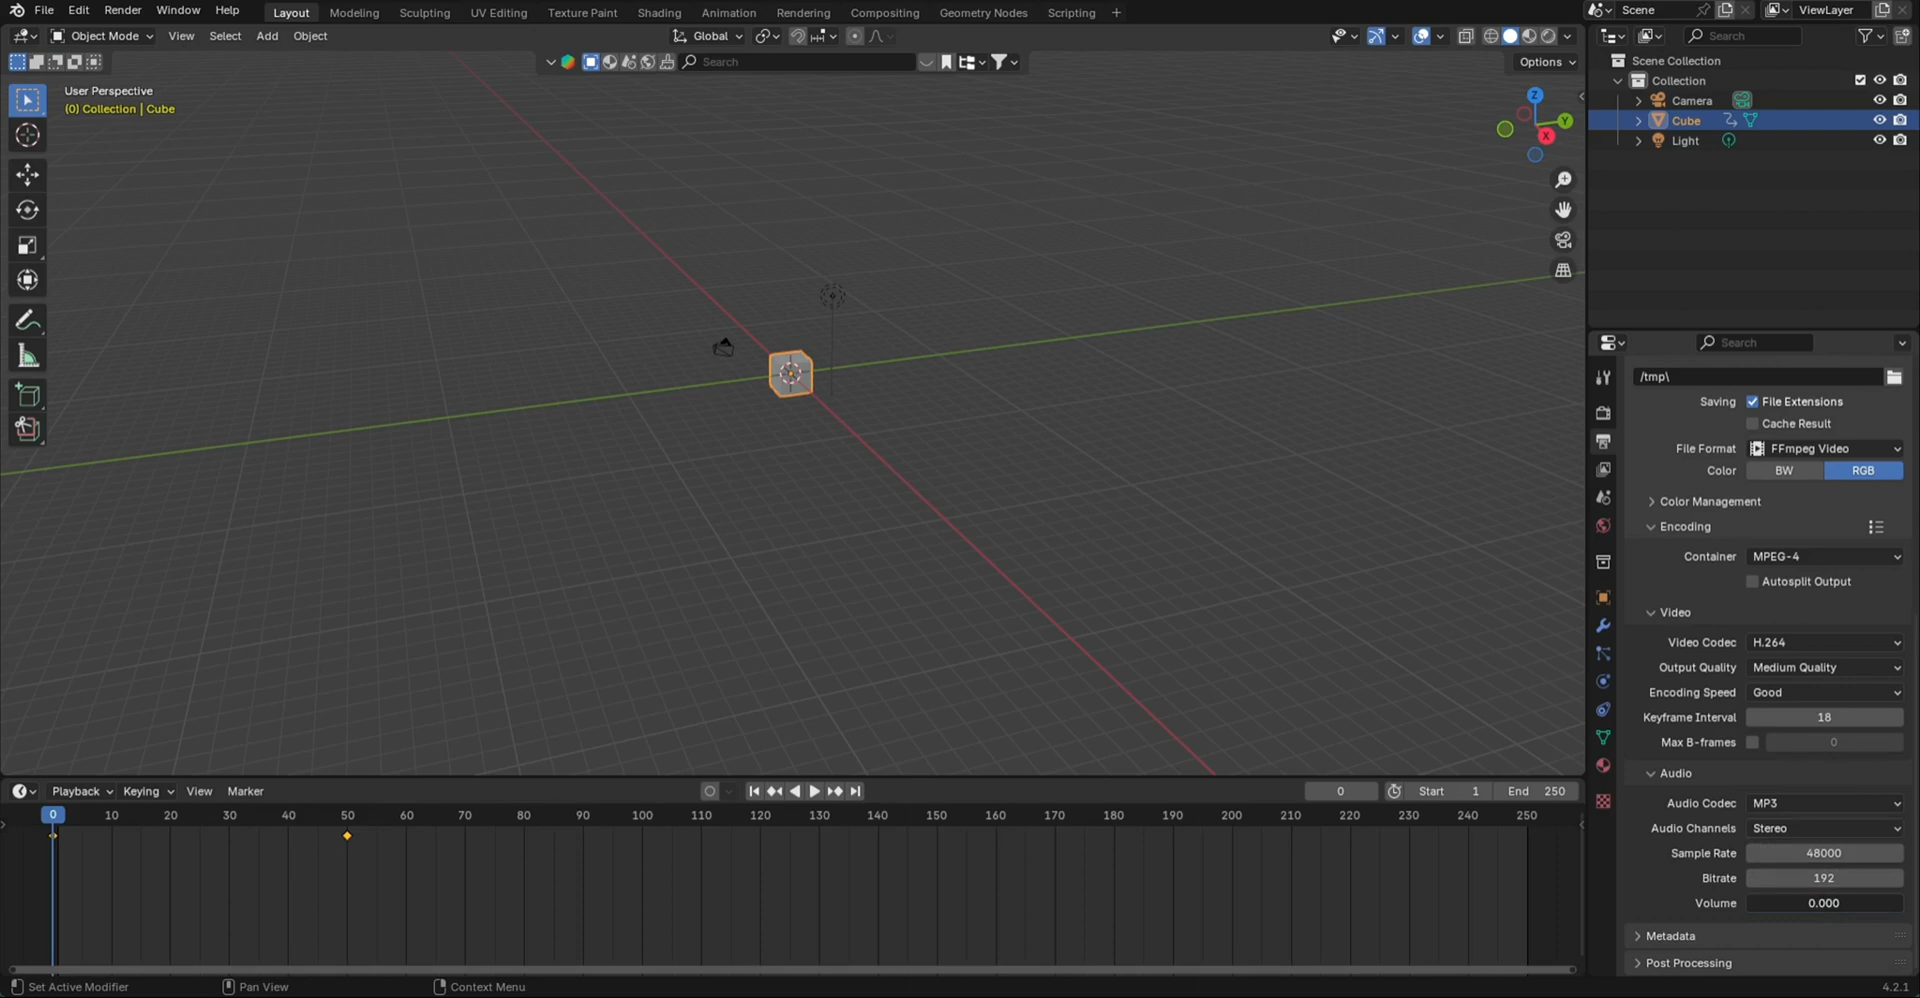 File Edit Render Window Help Layout Modeling Sculpting UV Editing Texture Paint Shading Animation Rendering Compositing Geometry Nodes Scripting + Scene ViewLayer
Object Mode View Select Add Object Global Search
Search Options
User Perspective
(0) Collection | Cube
Z
Y
X
Scene Collection
Collection
Camera
Cube
Light
Search
/tmp\
Saving File Extensions
Cache Result
File Format FFmpeg Video
Color BW RGB
Color Management
Encoding
Container MPEG-4
Autosplit Output
Video
Video Codec H.264
Output Quality Medium Quality
Encoding Speed Good
Keyframe Interval 18
Max B-frames 0
Audio
Audio Codec MP3
Audio Channels Stereo
Sample Rate 48000
Bitrate 192
Volume 0.000
Metadata
Post Processing
Playback Keying View Marker 0 Start 1 End 250
0 10 20 30 40 50 60 70 80 90 100 110 120 130 140 150 160 170 180 190 200 210 220 230 240 250
Set Active Modifier Pan View Context Menu 4.2.1